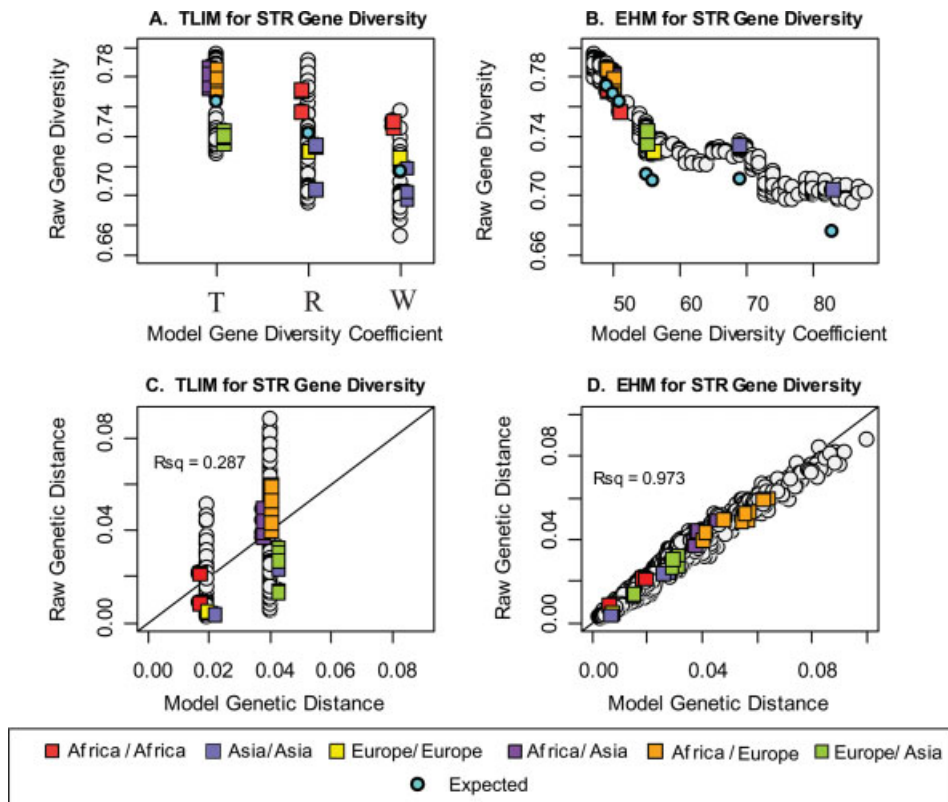 A. TLIM for STR Gene Diversity
Raw Gene Diversity
0.78
0.74
0.70
0.66
T R W
Model Gene Diversity Coefficient
B. EHM for STR Gene Diversity
Raw Gene Diversity
0.78
0.74
0.70
0.66
50 60 70 80
Model Gene Diversity Coefficient
C. TLIM for STR Gene Diversity
Raw Genetic Distance
0.08
0.04
0.00
Rsq = 0.287
0.00 0.02 0.04 0.06 0.08
Model Genetic Distance
D. EHM for STR Gene Diversity
Raw Genetic Distance
0.08
0.04
0.00
Rsq = 0.973
0.00 0.04 0.08
Model Genetic Distance
Africa/Africa Asia/Asia Europe/Europe Africa/Asia Africa/Europe Europe/Asia
Expected